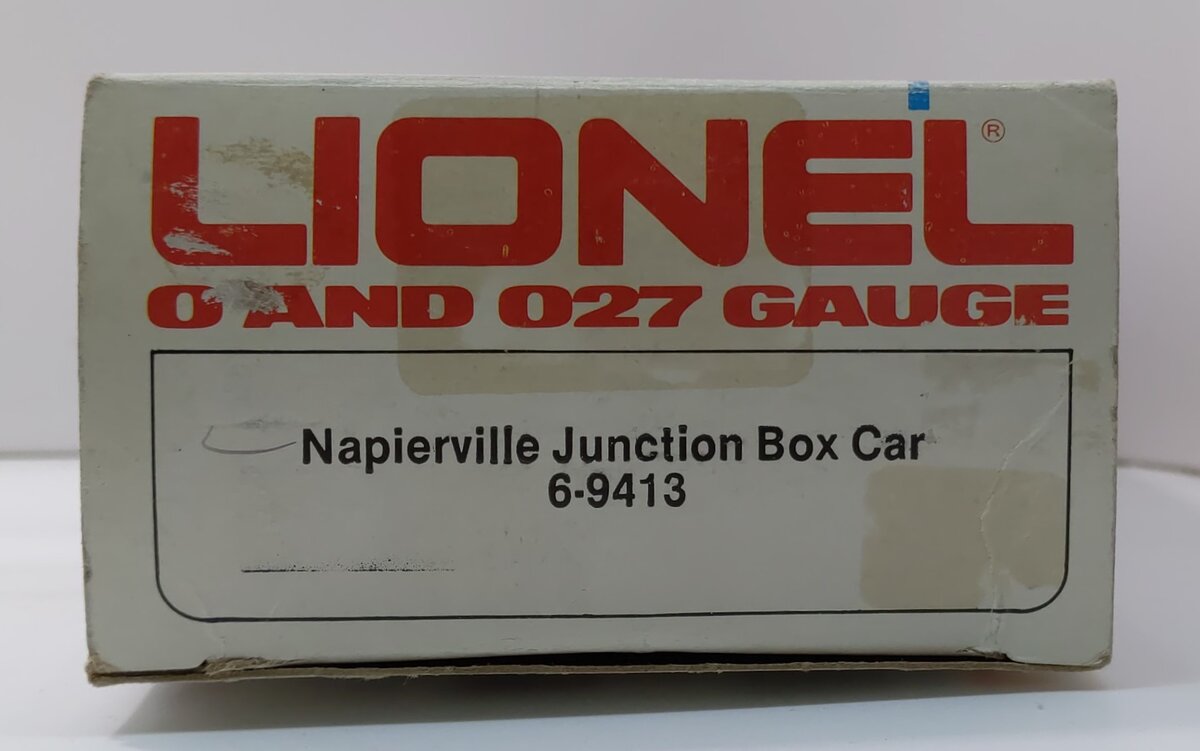 LIONEL®
O AND O27 GAUGE
Napierville Junction Box Car
6-9413